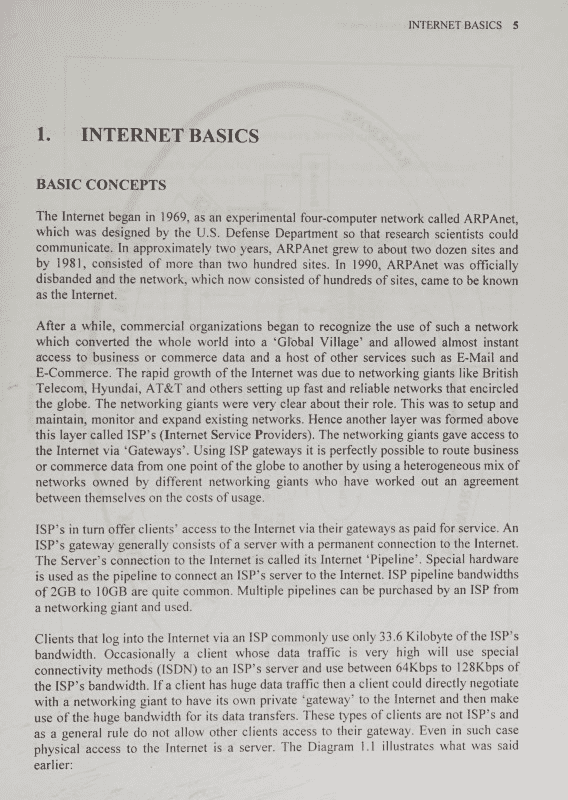 INTERNET BASICS 5
1. INTERNET BASICS
BASIC CONCEPTS
The Internet began in 1969, as an experimental four-computer network called ARPAnet,
which was designed by the U.S. Defense Department so that research scientists could
communicate. In approximately two years, ARPAnet grew to about two dozen sites and
by 1981, consisted of more than two hundred sites. In 1990, ARPAnet was officially
disbanded and the network, which now consisted of hundreds of sites, came to be known
as the Internet.
After a while, commercial organizations began to recognize the use of such a network
which converted the whole world into a ‘Global Village’ and allowed almost instant
access to business or commerce data and a host of other services such as E-Mail and
E-Commerce. The rapid growth of the Internet was due to networking giants like British
Telecom, Hyundai, AT&T and others setting up fast and reliable networks that encircled
the globe. The networking giants were very clear about their role. This was to setup and
maintain, monitor and expand existing networks. Hence another layer was formed above
this layer called ISP's (Internet Service Providers). The networking giants gave access to
the Internet via ‘Gateways’. Using ISP gateways it is perfectly possible to route business
or commerce data from one point of the globe to another by using a heterogeneous mix of
networks owned by different networking giants who have worked out an agreement
between themselves on the costs of usage.
ISP's in turn offer clients' access to the Internet via their gateways as paid for service. An
ISP's gateway generally consists of a server with a permanent connection to the Internet.
The Server's connection to the Internet is called its Internet ‘Pipeline’. Special hardware
is used as the pipeline to connect an ISP's server to the Internet. ISP pipeline bandwidths
of 2GB to 10GB are quite common. Multiple pipelines can be purchased by an ISP from
a networking giant and used.
Clients that log into the Internet via an ISP commonly use only 33.6 Kilobyte of the ISP's
bandwidth. Occasionally a client whose data traffic is very high will use special
connectivity methods (ISDN) to an ISP's server and use between 64Kbps to 128Kbps of
the ISP's bandwidth. If a client has huge data traffic then a client could directly negotiate
with a networking giant to have its own private ‘gateway’ to the Internet and then make
use of the huge bandwidth for its data transfers. These types of clients are not ISP's and
as a general rule do not allow other clients access to their gateway. Even in such case
physical access to the Internet is a server. The Diagram 1.1 illustrates what was said
earlier: